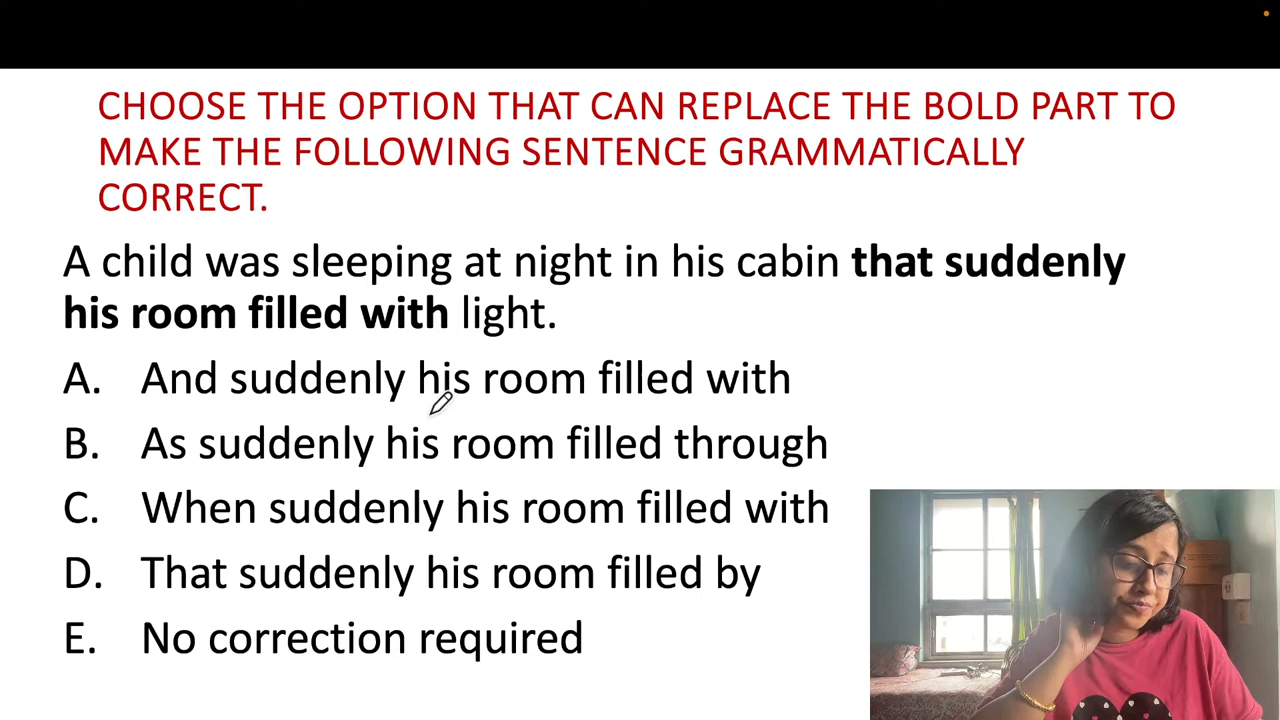 CHOOSE THE OPTION THAT CAN REPLACE THE BOLD PART TO
MAKE THE FOLLOWING SENTENCE GRAMMATICALLY
CORRECT.
A child was sleeping at night in his cabin that suddenly
his room filled with light.
A. And suddenly his room filled with
B. As suddenly his room filled through
C. When suddenly his room filled with
D. That suddenly his room filled by
E. No correction required